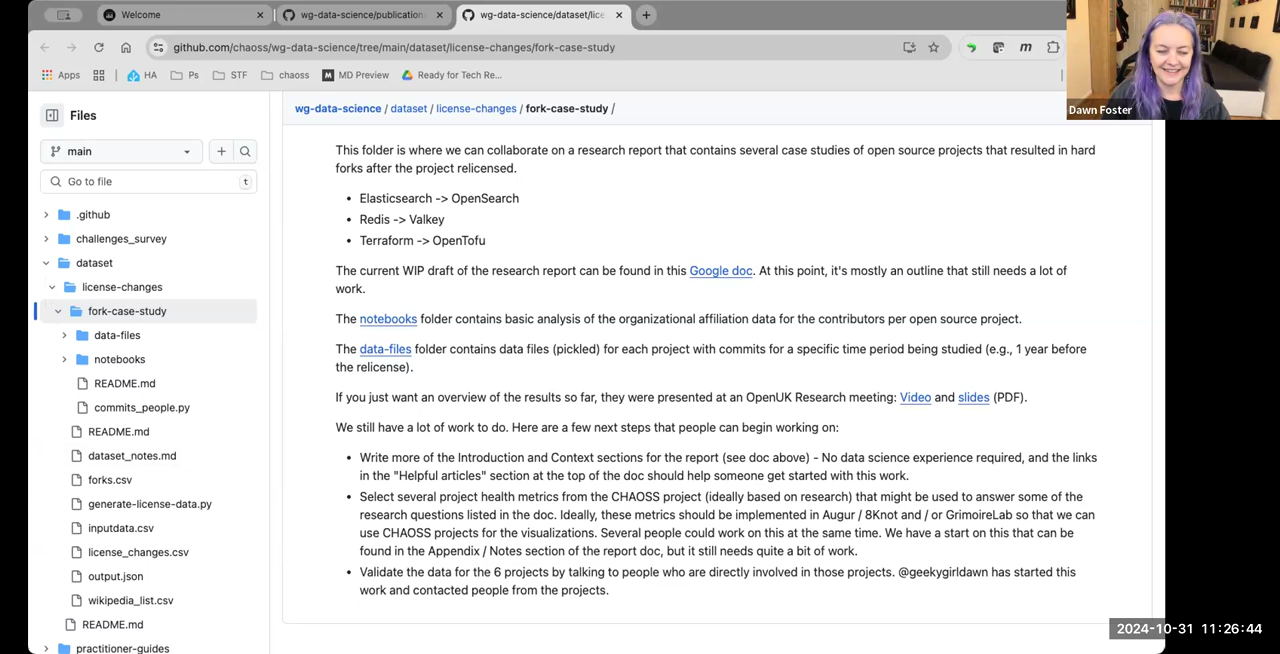 Welcome
wg-data-science/publication
wg-data-science/dataset/lice
github.com/chaoss/wg-data-science/tree/main/dataset/license-changes/fork-case-study
Apps
HA
Ps
STF
chaoss
MD Preview
Ready for Tech Re...
Dawn Foster
Files
main
Go to file
t
.github
challenges_survey
dataset
license-changes
fork-case-study
data-files
notebooks
README.md
commits_people.py
README.md
dataset_notes.md
forks.csv
generate-license-data.py
inputdata.csv
license_changes.csv
output.json
wikipedia_list.csv
README.md
practitioner-guides
wg-data-science / dataset / license-changes / fork-case-study /
This folder is where we can collaborate on a research report that contains several case studies of open source projects that resulted in hard
forks after the project relicensed.
• Elasticsearch -> OpenSearch
• Redis -> Valkey
• Terraform -> OpenTofu
The current WIP draft of the research report can be found in this Google doc. At this point, it's mostly an outline that still needs a lot of
work.
The notebooks folder contains basic analysis of the organizational affiliation data for the contributors per open source project.
The data-files folder contains data files (pickled) for each project with commits for a specific time period being studied (e.g., 1 year before
the relicense).
If you just want an overview of the results so far, they were presented at an OpenUK Research meeting: Video and slides (PDF).
We still have a lot of work to do. Here are a few next steps that people can begin working on:
• Write more of the Introduction and Context sections for the report (see doc above) - No data science experience required, and the links
in the "Helpful articles" section at the top of the doc should help someone get started with this work.
• Select several project health metrics from the CHAOSS project (ideally based on research) that might be used to answer some of the
research questions listed in the doc. Ideally, these metrics should be implemented in Augur / 8Knot and / or GrimoireLab so that we can
use CHAOSS projects for the visualizations. Several people could work on this at the same time. We have a start on this that can be
found in the Appendix / Notes section of the report doc, but it still needs quite a bit of work.
• Validate the data for the 6 projects by talking to people who are directly involved in those projects. @geekygirldawn has started this
work and contacted people from the projects.
2024-10-31 11:26:44